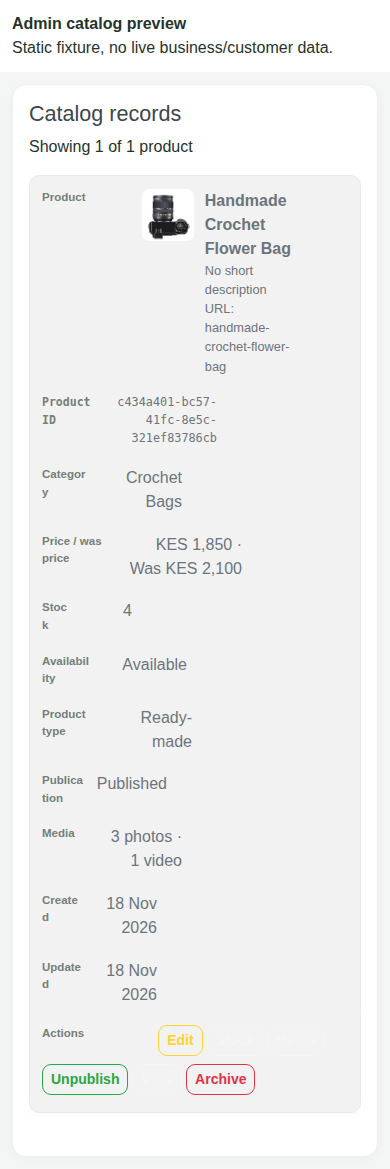 Admin catalog preview
Static fixture, no live business/customer data.
Catalog records
Showing 1 of 1 product
Product
Handmade
Crochet
Flower Bag
No short
description
URL:
handmade-
crochet-flower-
bag
Product
ID
c434a401-bc57-
41fc-8e5c-
321ef83786cb
Categor
y
Crochet
Bags
Price / was
price
KES 1,850 ·
Was KES 2,100
Stoc
k
4
Availabil
ity
Available
Product
type
Ready-
made
Publica
tion
Published
Media
3 photos ·
1 video
Create
d
18 Nov
2026
Update
d
18 Nov
2026
Actions
Edit
Unpublish
Archive